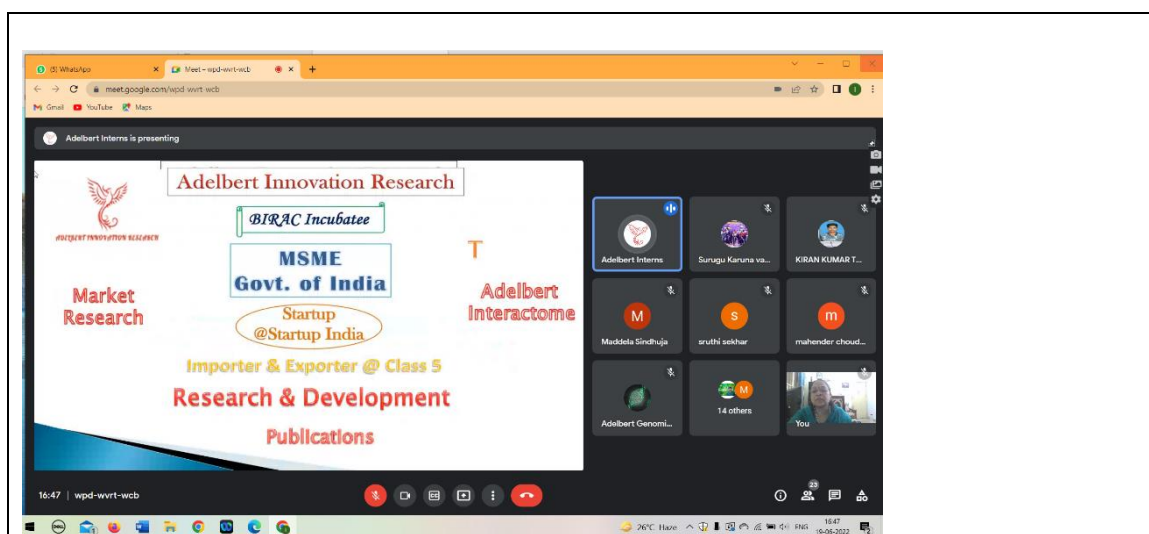 (3) WhatsApp
Meet – wpd-wvrt-wcb
meet.google.com/wpd-wvrt-wcb
Gmail YouTube Maps
Adelbert Interns is presenting
Adelbert Innovation Research
BIRAC Incubatee
ADELBERT INNOVATION RESEARCH
MSME
Govt. of India
T
Market
Research
Adelbert
Interactome
Startup
@Startup India
Importer & Exporter @ Class 5
Research & Development
Publications
Adelbert Interns
Surugu Karuna va...
KIRAN KUMAR T...
M
Maddela Sindhuja
s
sruthi sekhar
m
mahender choud...
Adelbert Genomi...
M
14 others
You
16:47 | wpd-wvrt-wcb
23
26°C Haze
ENG
16:47
19-06-2022